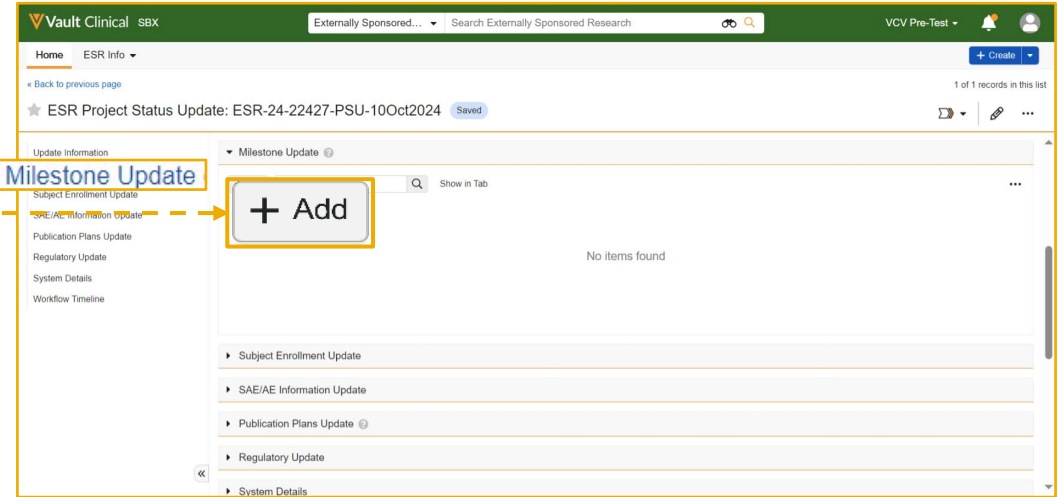 Vault Clinical SBX
Externally Sponsored...
Search Externally Sponsored Research
VCV Pre-Test
Home
ESR Info
+ Create
« Back to previous page
1 of 1 records in this list
ESR Project Status Update: ESR-24-22427-PSU-10Oct2024
Saved
Update Information
Milestone Update
Subject Enrollment Update
SAE/AE Information Update
Publication Plans Update
Regulatory Update
System Details
Workflow Timeline
Milestone Update
+ Add
Show in Tab
No items found
Subject Enrollment Update
SAE/AE Information Update
Publication Plans Update
Regulatory Update
System Details